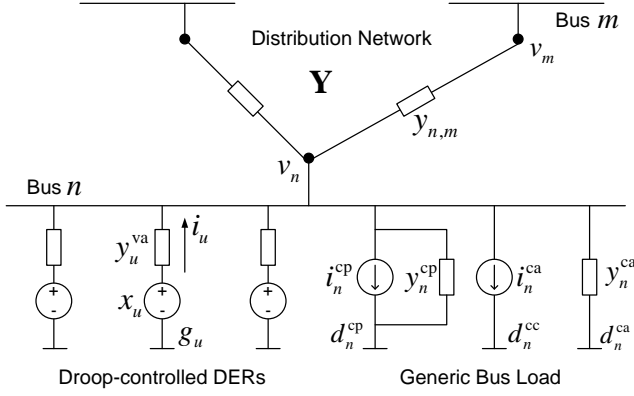 Bus m
Distribution Network
v_m
Y
y_{n,m}
v_n
Bus n
i_u
y_u^{va}
i_n^{cp}
y_n^{cp}
i_n^{ca}
y_n^{ca}
+
-
+
-
+
-
x_u
g_u
d_n^{cp}
d_n^{cc}
d_n^{ca}
Droop-controlled DERs
Generic Bus Load